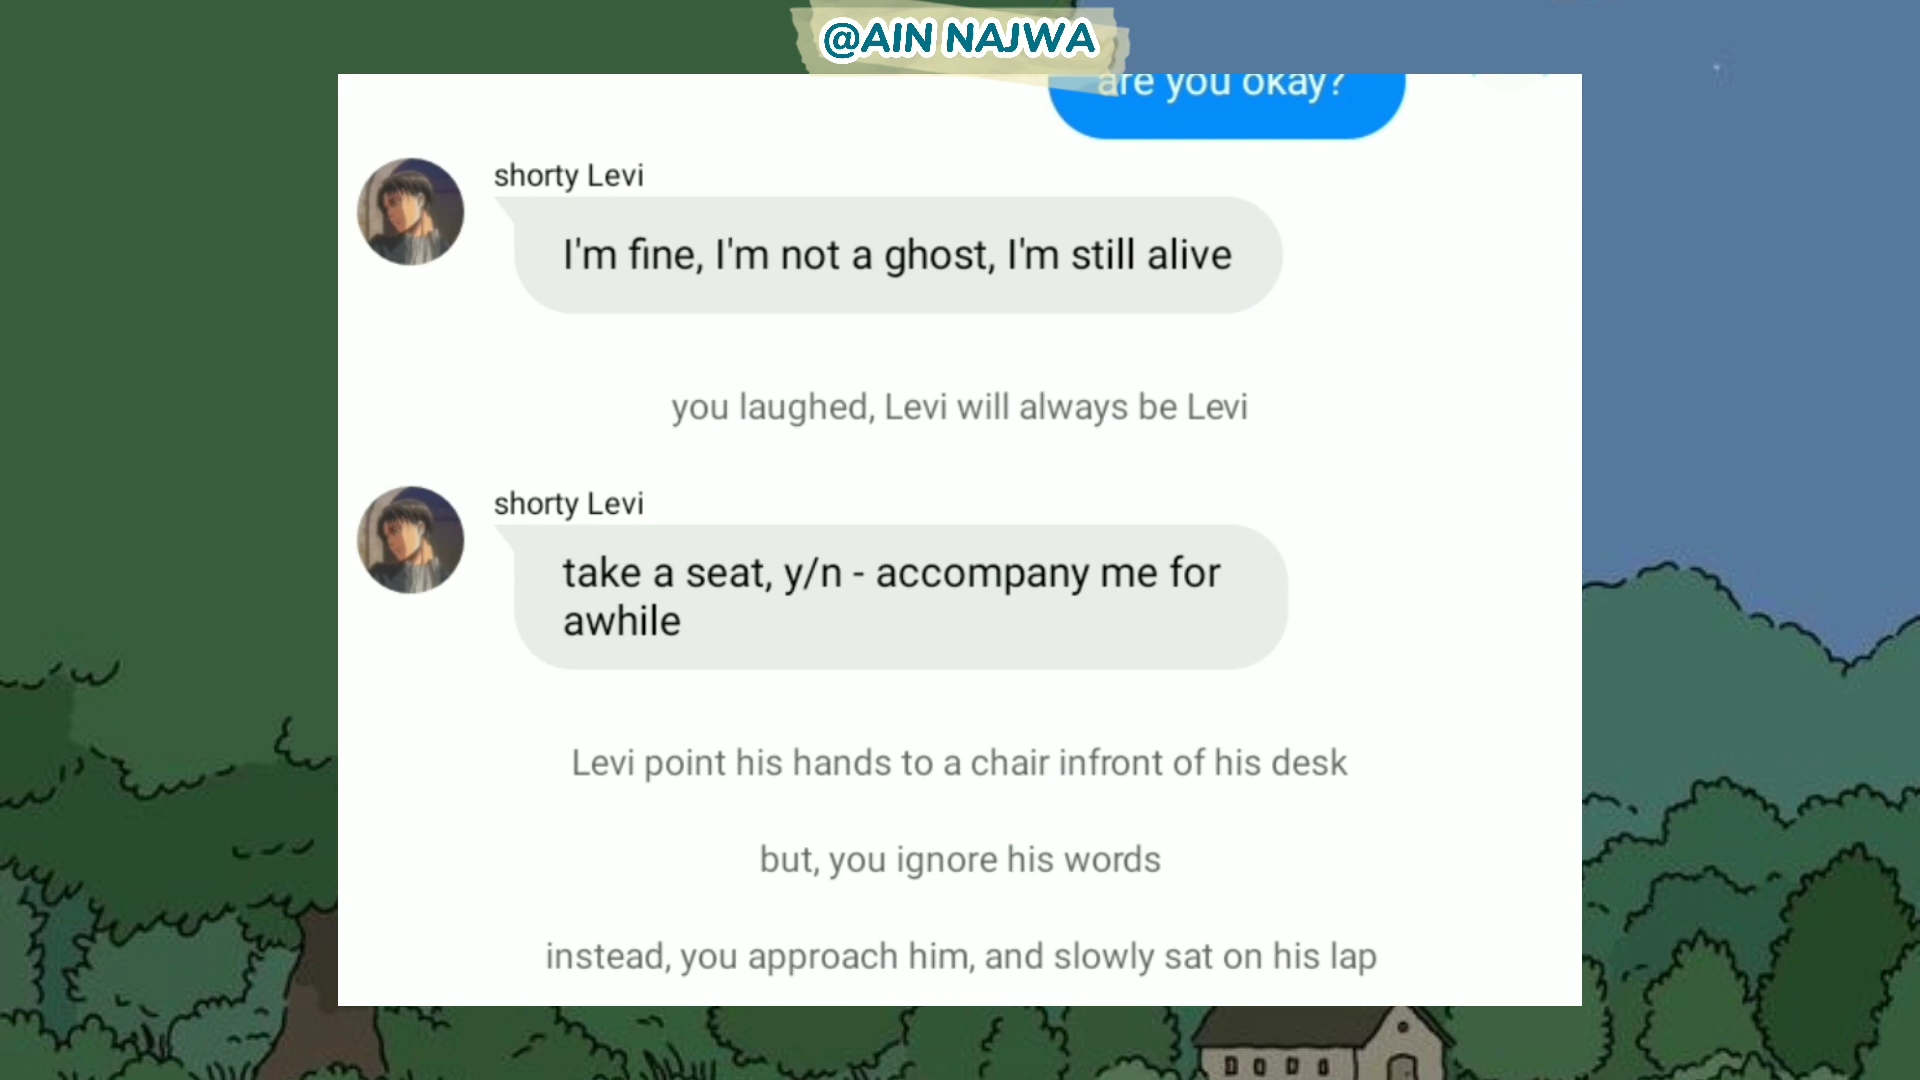 @AIN NAJWA
are you okay?
shorty Levi
I'm fine, I'm not a ghost, I'm still alive
you laughed, Levi will always be Levi
shorty Levi
take a seat, y/n - accompany me for
awhile
Levi point his hands to a chair infront of his desk
but, you ignore his words
instead, you approach him, and slowly sat on his lap